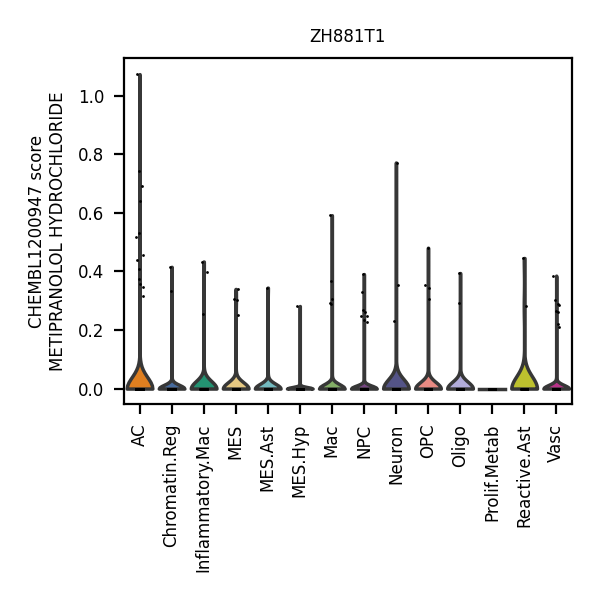 ZH881T1
CHEMBL1200947 score
METIPRANOLOL HYDROCHLORIDE
1.0
0.8
0.6
0.4
0.2
0.0
AC
Chromatin.Reg
Inflammatory.Mac
MES
MES.Ast
MES.Hyp
Mac
NPC
Neuron
OPC
Oligo
Prolif.Metab
Reactive.Ast
Vasc